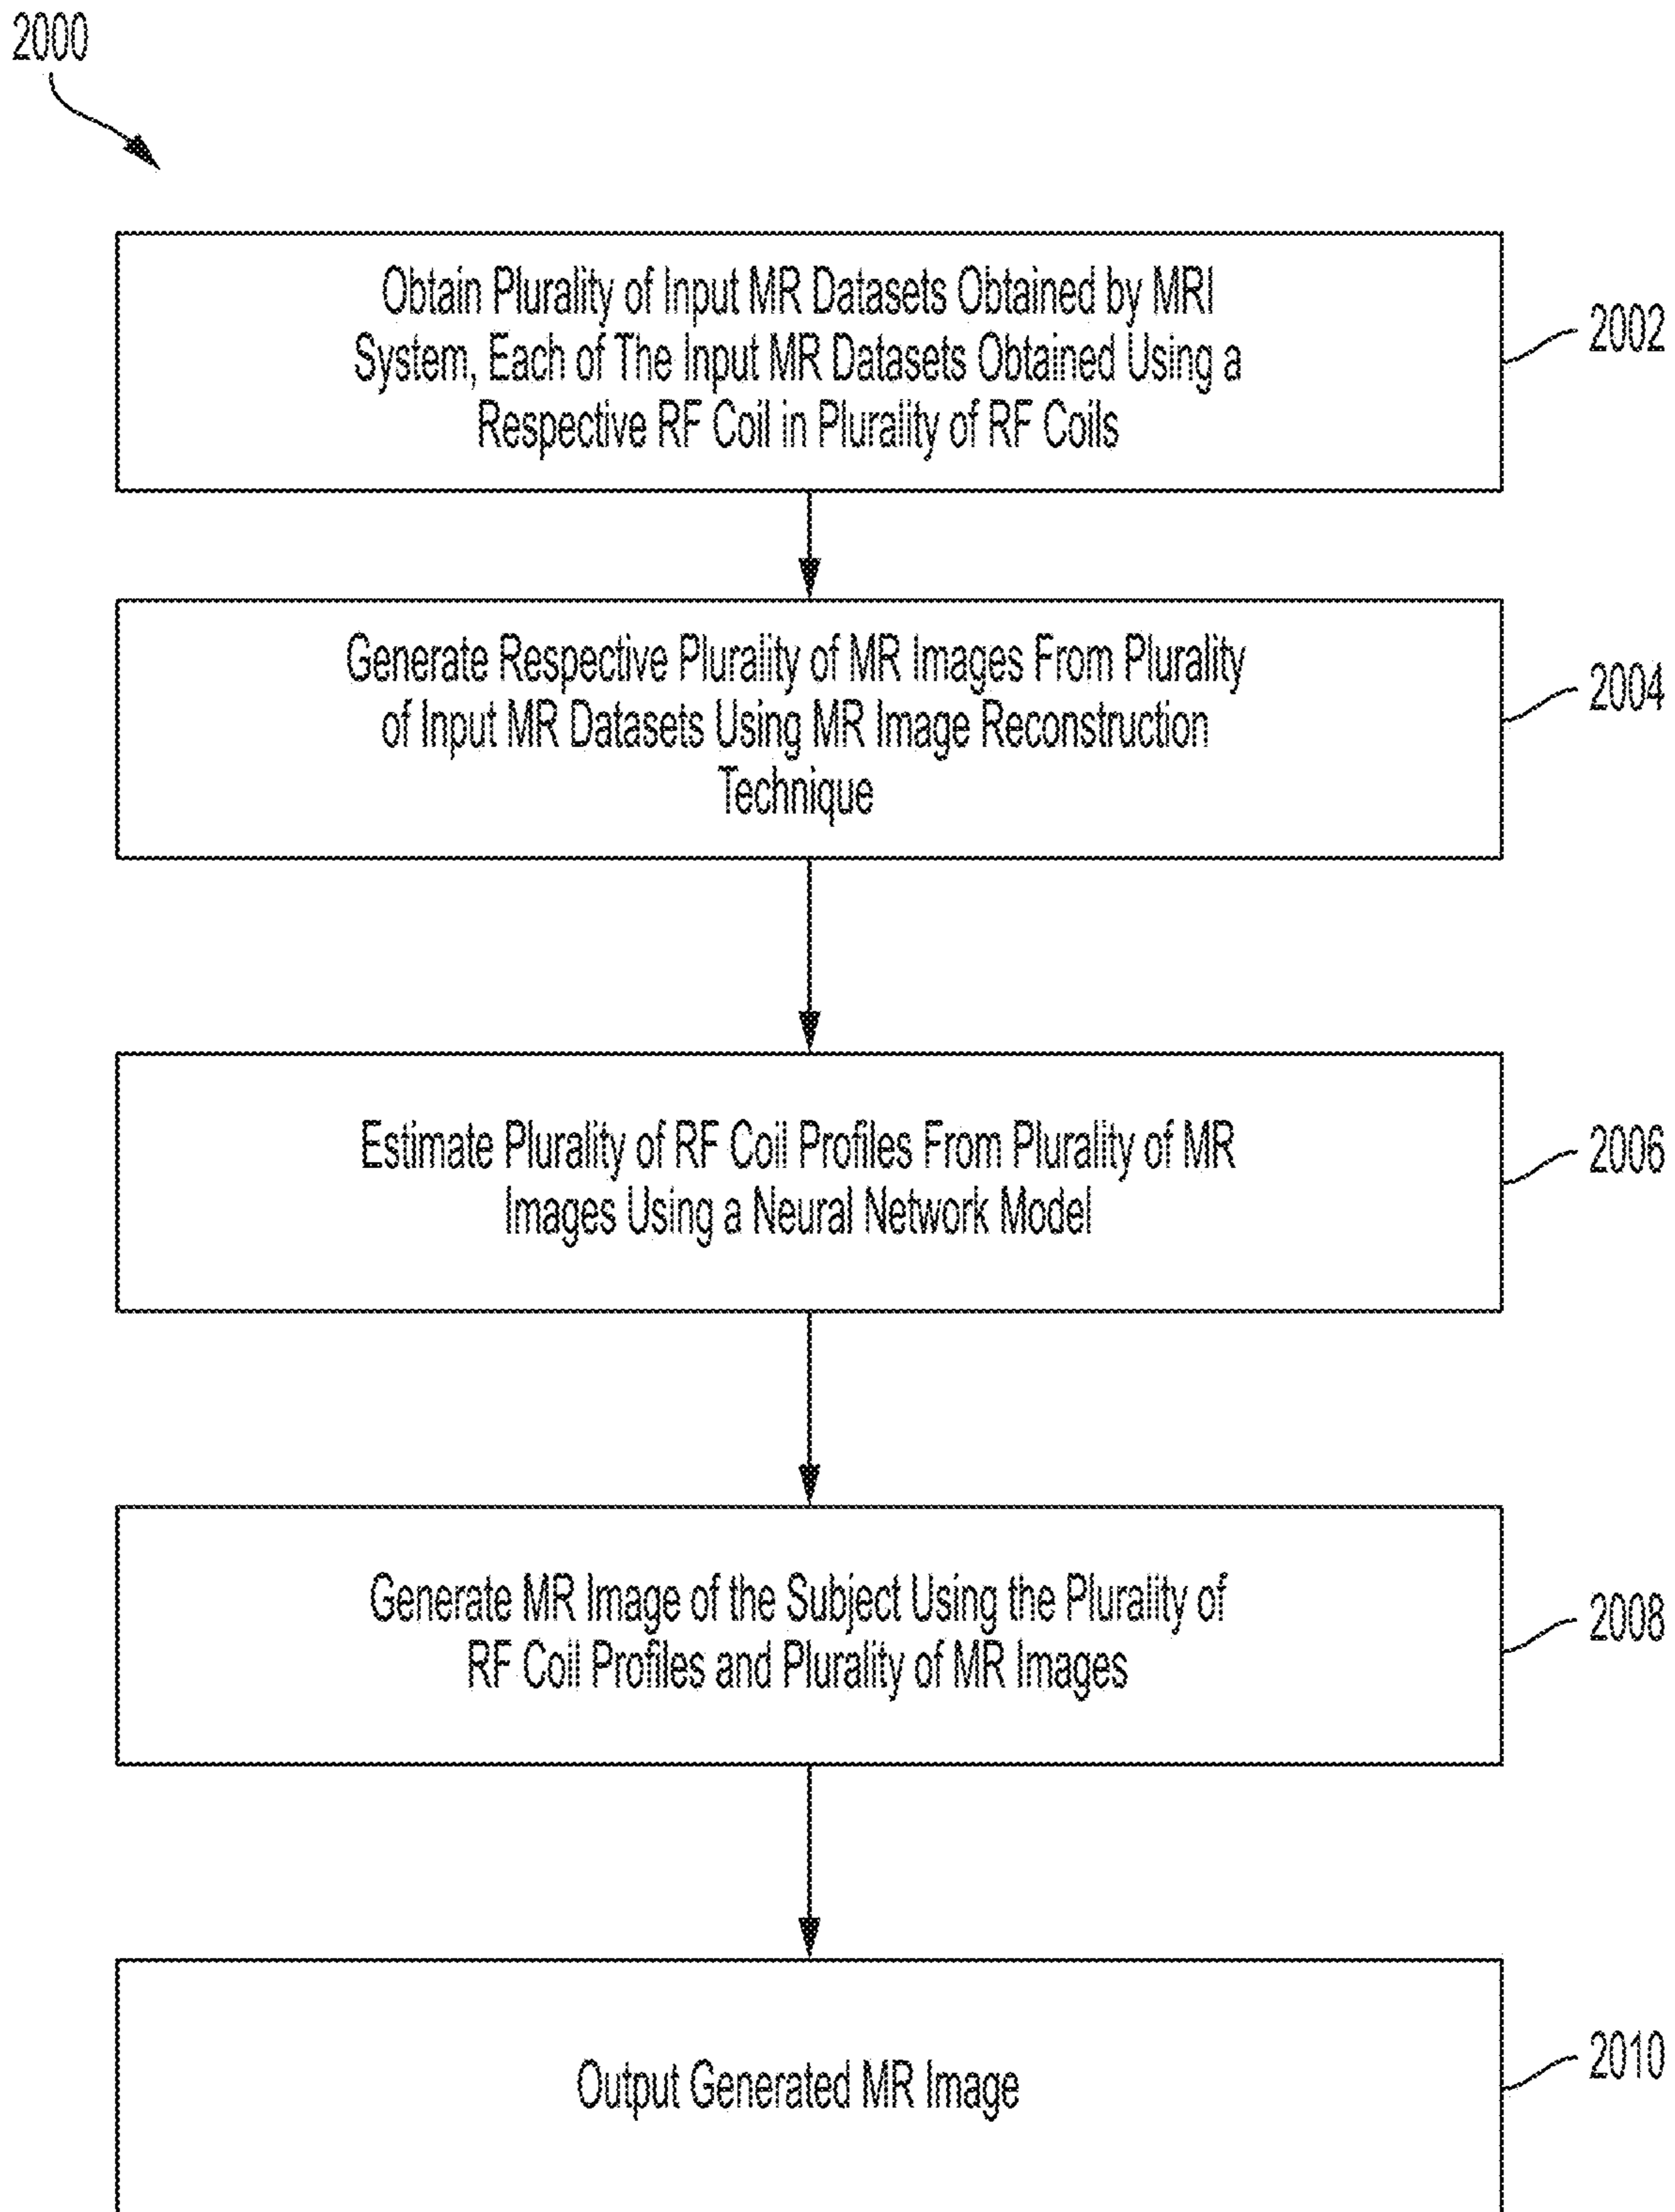 2000
Obtain Plurality of Input MR Datasets Obtained by MRI
System, Each of The Input MR Datasets Obtained Using a
Respective RF Coil in Plurality of RF Coils
2002
Generate Respective Plurality of MR Images From Plurality
of Input MR Datasets Using MR Image Reconstruction
Technique
2004
Estimate Plurality of RF Coil Profiles From Plurality of MR
Images Using a Neural Network Model
2006
Generate MR Image of the Subject Using the Plurality of
RF Coil Profiles and Plurality of MR Images
2008
Output Generated MR Image
2010